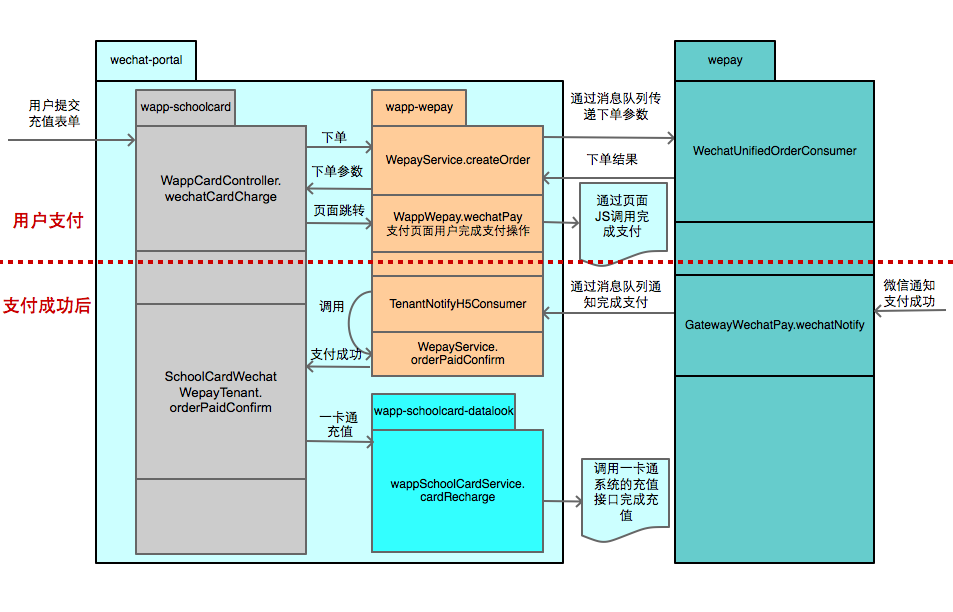 wechat-portal
wepay
wapp-schoolcard
wapp-wepay
用户提交
充值表单
通过消息队列传
递下单参数
下单
WepayService.createOrder
WechatUnifiedOrderConsumer
下单结果
下单参数
WappCardController.
wechatCardCharge
页面跳转
WappWepay.wechatPay
支付页面用户完成支付操作
通过页面
JS调用完
成支付
用户支付
支付成功后
调用
TenantNotifyH5Consumer
通过消息队列通
知完成支付
微信通知
支付成功
GatewayWechatPay.wechatNotify
支付成功
WepayService.
orderPaidConfirm
SchoolCardWechat
WepayTenant.
orderPaidConfirm
一卡通
充值
wapp-schoolcard-datalook
wappSchoolCardService.
cardRecharge
调用一卡通
系统的充值
接口完成充
值